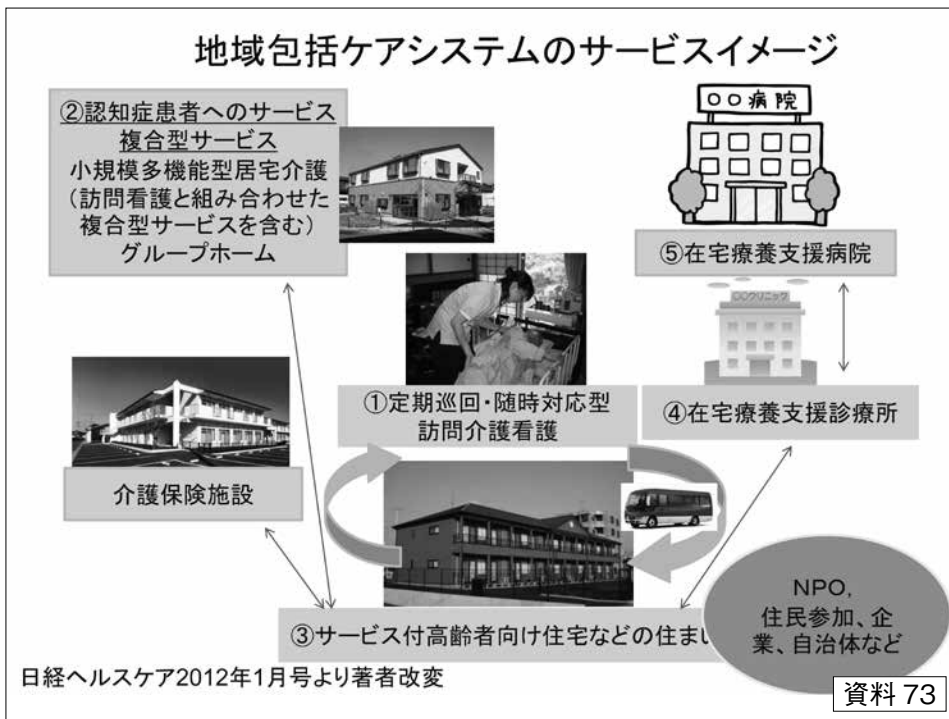 地域包括ケアシステムのサービスイメージ
②認知症患者へのサービス
複合型サービス
小規模多機能型居宅介護
(訪問看護と組み合わせた
複合型サービスを含む)
グループホーム
○○病院
⑤在宅療養支援病院
○○クリニック
④在宅療養支援診療所
①定期巡回・随時対応型
訪問介護看護
介護保険施設
③サービス付高齢者向け住宅などの住まい
NPO,
住民参加、企
業、自治体など
日経ヘルスケア2012年1月号より著者改変
資料 73